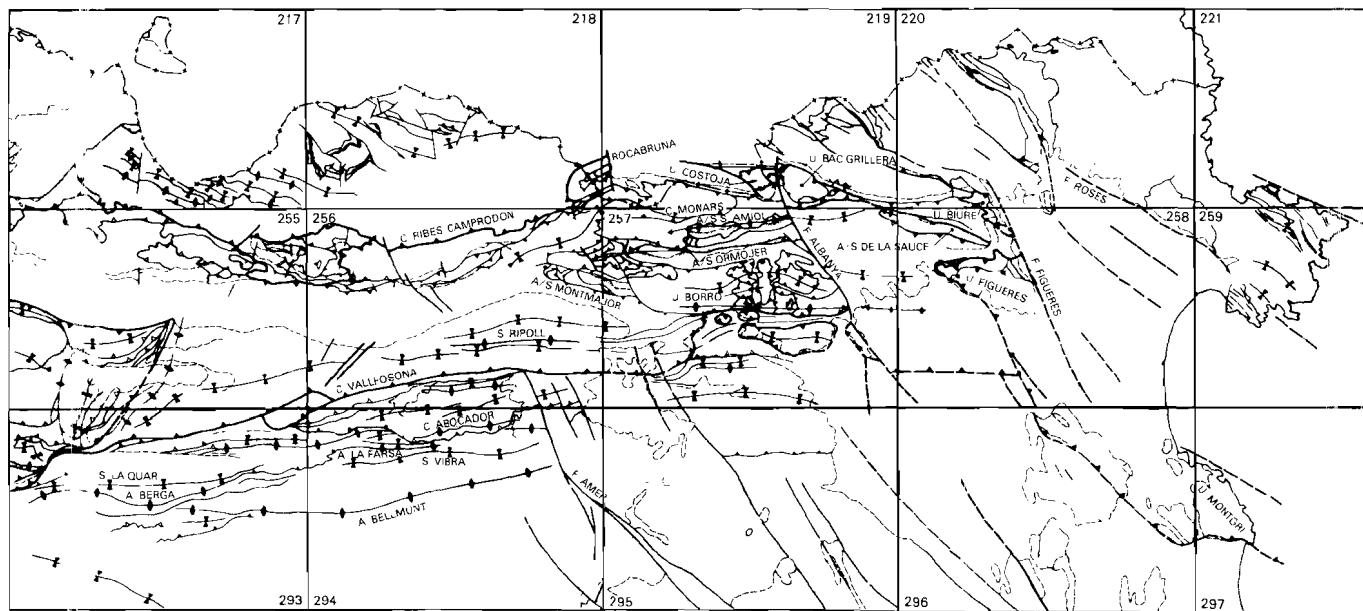 217
218
219
220
221
ROCABRUNA
U BAC GRILLERA
C COSTOJA
F ROSES
C MONARS
255
256
257
258
259
A/S S. AMIOL
U BIURE
C RIBES CAMPRODON
F ALBANYA
A/S DE LA SAUCF
A/S ORMOJER
U FIGUERES
F FIGUERES
A/S MONTMAJOR
U BORRO
S RIPOLL
C VALLFOSONA
C ABOCADOR
A LA FARSA
S VIBRA
S LA QUAR
A BERGA
F AMER
A BELLMUNT
U MONTGRI
293
294
295
296
297